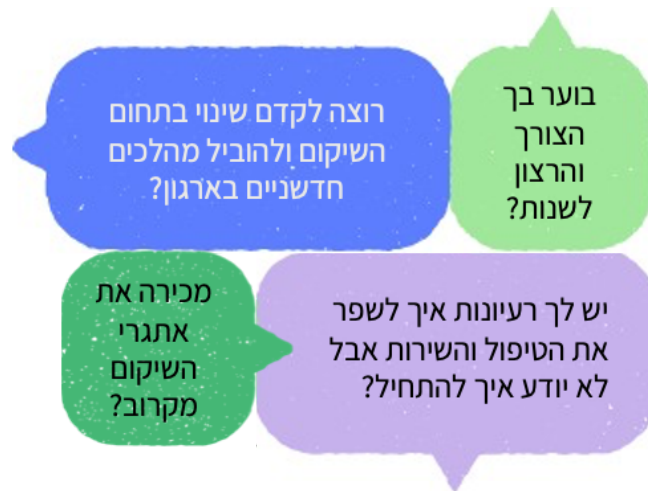 בוער בך
הצורך
והרצון
לשנות?
רוצה לקדם שינוי בתחום
השיקום ולהוביל מהלכים
חדשניים בארגון?
יש לך רעיונות איך לשפר
את הטיפול והשירות אבל
לא יודע איך להתחיל?
מכירה את
אתגרי
השיקום
מקרוב?